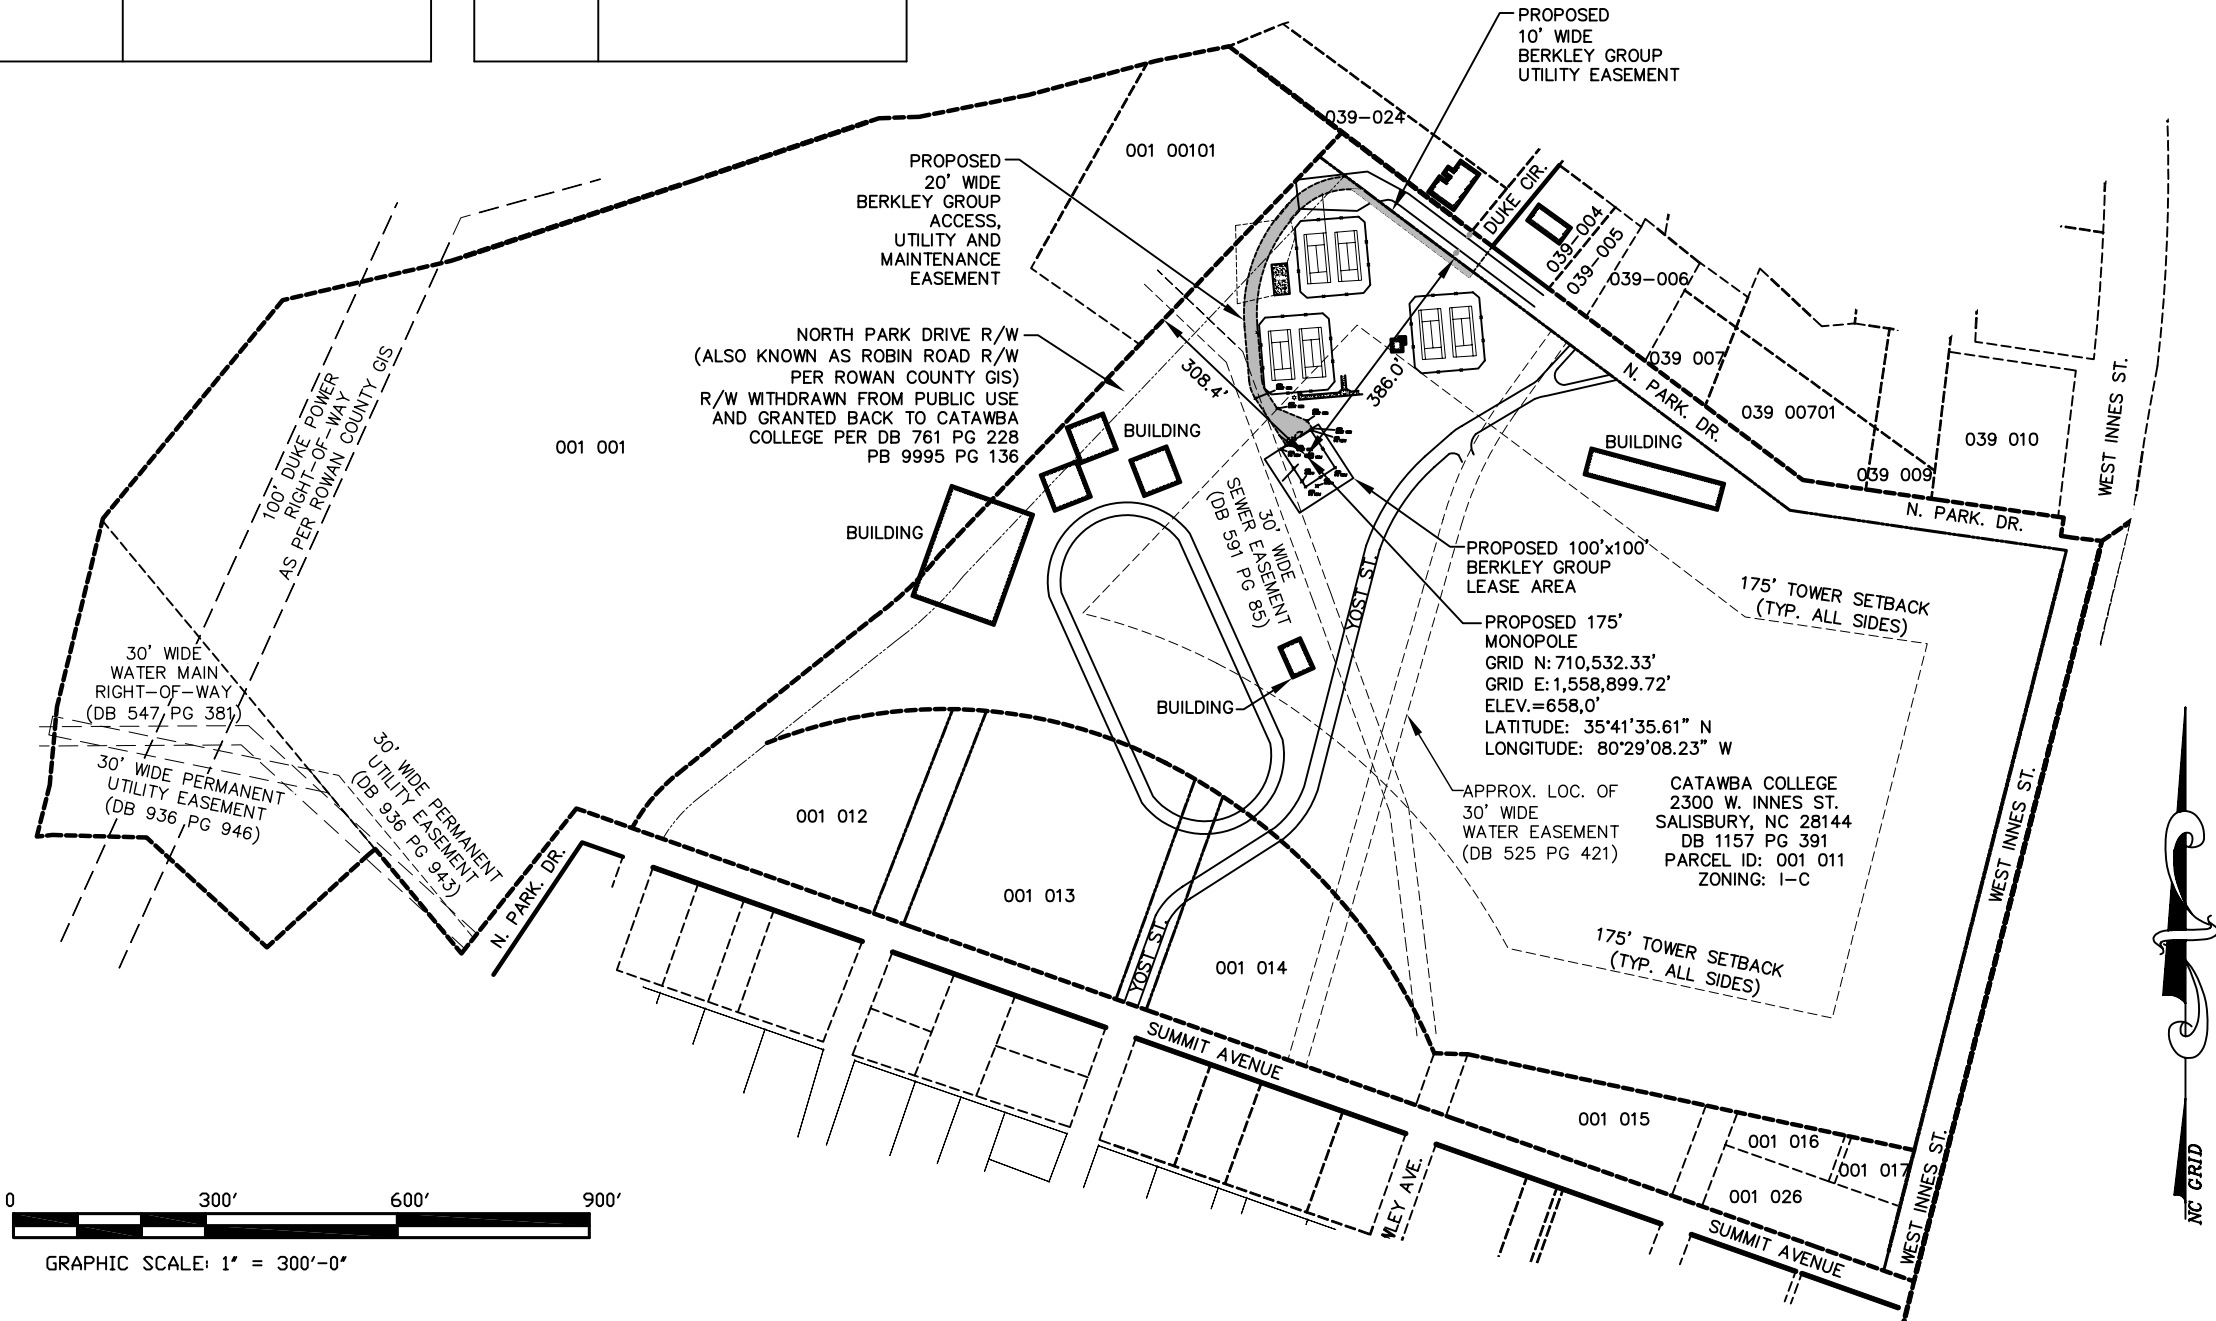 PROPOSED
10' WIDE
BERKLEY GROUP
UTILITY EASEMENT
039-024
001 00101
PROPOSED
20' WIDE
BERKLEY GROUP
ACCESS,
UTILITY AND
MAINTENANCE
EASEMENT
DUKE CIR.
039-004
039-005
039-006
039 007
039 00701
039 009
039 010
WEST INNES ST.
N. PARK. DR.
N. PARK. DR.
NORTH PARK DRIVE R/W
(ALSO KNOWN AS ROBIN ROAD R/W
PER ROWAN COUNTY GIS)
R/W WITHDRAWN FROM PUBLIC USE
AND GRANTED BACK TO CATAWBA
COLLEGE PER DB 761 PG 228
PB 9995 PG 136
308.4'
386.0'
100' DUKE POWER
RIGHT-OF-WAY
AS PER ROWAN COUNTY GIS
001 001
BUILDING
BUILDING
BUILDING
30' WIDE
SEWER EASEMENT
(DB 591 PG 85)
YOST ST.
PROPOSED 100'x100'
BERKLEY GROUP
LEASE AREA
175' TOWER SETBACK
(TYP. ALL SIDES)
PROPOSED 175'
MONOPOLE
GRID N: 710,532.33'
GRID E: 1,558,899.72'
ELEV.=658,0'
LATITUDE: 35°41'35.61" N
LONGITUDE: 80°29'08.23" W
BUILDING
30' WIDE
WATER MAIN
RIGHT-OF-WAY
(DB 547 PG 381)
30' WIDE PERMANENT
UTILITY EASEMENT
(DB 936 PG 946)
30' WIDE PERMANENT
UTILITY EASEMENT
(DB 936 PG 943)
N. PARK. DR.
APPROX. LOC. OF
30' WIDE
WATER EASEMENT
(DB 525 PG 421)
CATAWBA COLLEGE
2300 W. INNES ST.
SALISBURY, NC 28144
DB 1157 PG 391
PARCEL ID: 001 011
ZONING: I-C
WEST INNES ST.
001 012
001 013
001 014
YOST ST.
175' TOWER SETBACK
(TYP. ALL SIDES)
SUMMIT AVENUE
001 015
001 016
001 017
001 026
WEST INNES ST.
SUMMIT AVENUE
NC GRID
0 300' 600' 900'
GRAPHIC SCALE: 1" = 300'-0"